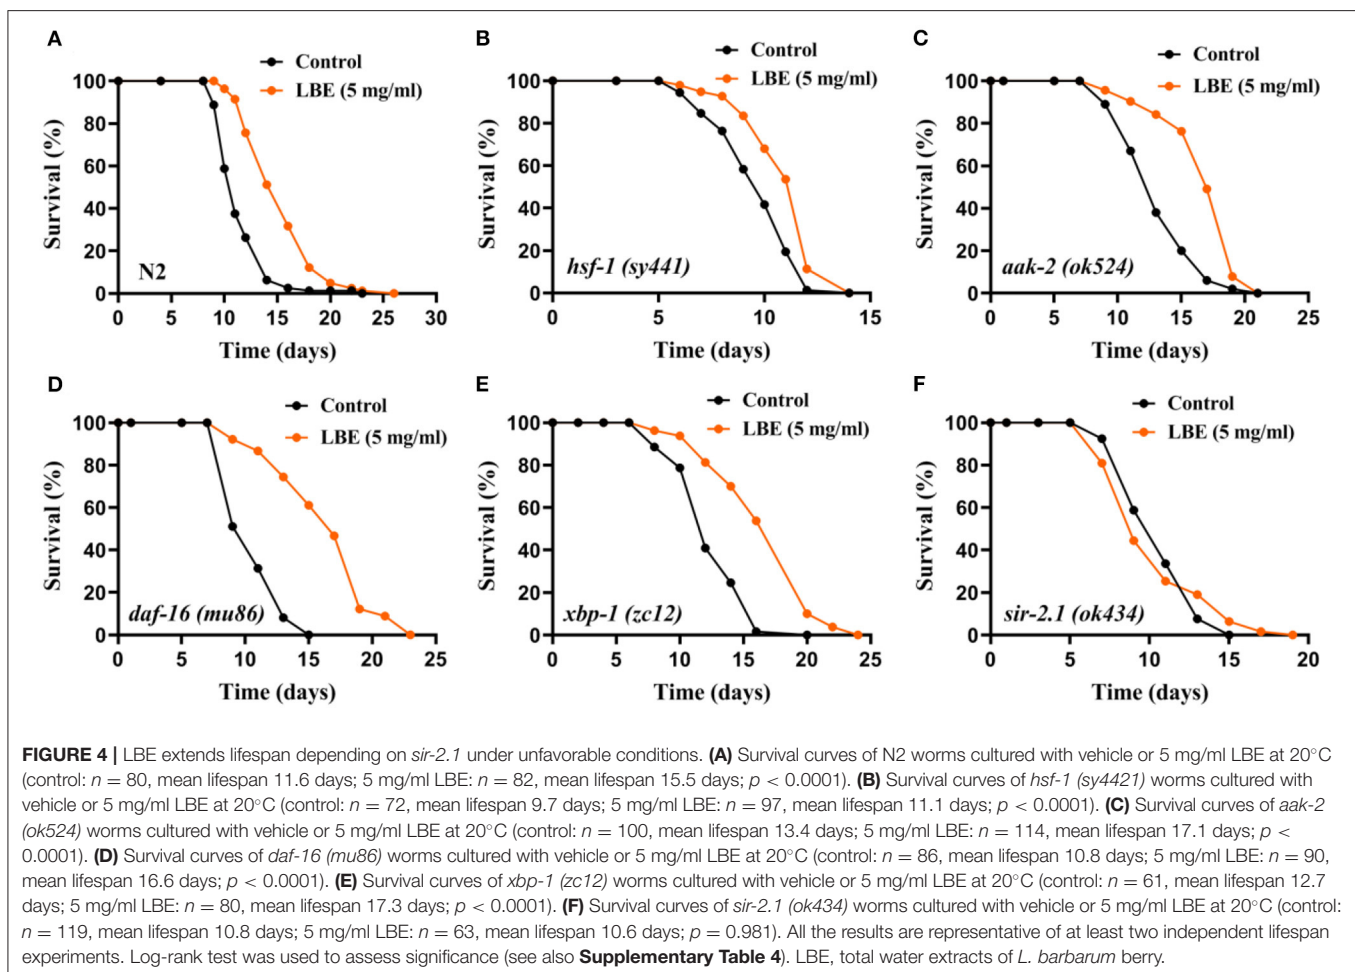 A
Control
LBE (5 mg/ml)
100
80
60
40
20
0
Survival (%)
N2
0 5 10 15 20 25 30
Time (days)
B
Control
LBE (5 mg/ml)
100
80
60
40
20
0
Survival (%)
hsf-1 (sy441)
0 5 10 15
Time (days)
C
Control
LBE (5 mg/ml)
100
80
60
40
20
0
Survival (%)
aak-2 (ok524)
0 5 10 15 20 25
Time (days)
D
Control
LBE (5 mg/ml)
100
80
60
40
20
0
Survival (%)
daf-16 (mu86)
0 5 10 15 20 25
Time (days)
E
Control
LBE (5 mg/ml)
100
80
60
40
20
0
Survival (%)
xbp-1 (zc12)
0 5 10 15 20 25
Time (days)
F
Control
LBE (5 mg/ml)
100
80
60
40
20
0
Survival (%)
sir-2.1 (ok434)
0 5 10 15 20
Time (days)
FIGURE 4 | LBE extends lifespan depending on sir-2.1 under unfavorable conditions. (A) Survival curves of N2 worms cultured with vehicle or 5 mg/ml LBE at 20°C
(control: n = 80, mean lifespan 11.6 days; 5 mg/ml LBE: n = 82, mean lifespan 15.5 days; p < 0.0001). (B) Survival curves of hsf-1 (sy4421) worms cultured with
vehicle or 5 mg/ml LBE at 20°C (control: n = 72, mean lifespan 9.7 days; 5 mg/ml LBE: n = 97, mean lifespan 11.1 days; p < 0.0001). (C) Survival curves of aak-2
(ok524) worms cultured with vehicle or 5 mg/ml LBE at 20°C (control: n = 100, mean lifespan 13.4 days; 5 mg/ml LBE: n = 114, mean lifespan 17.1 days; p <
0.0001). (D) Survival curves of daf-16 (mu86) worms cultured with vehicle or 5 mg/ml LBE at 20°C (control: n = 86, mean lifespan 10.8 days; 5 mg/ml LBE: n = 90,
mean lifespan 16.6 days; p < 0.0001). (E) Survival curves of xbp-1 (zc12) worms cultured with vehicle or 5 mg/ml LBE at 20°C (control: n = 61, mean lifespan 12.7
days; 5 mg/ml LBE: n = 80, mean lifespan 17.3 days; p < 0.0001). (F) Survival curves of sir-2.1 (ok434) worms cultured with vehicle or 5 mg/ml LBE at 20°C (control:
n = 119, mean lifespan 10.8 days; 5 mg/ml LBE: n = 63, mean lifespan 10.6 days; p = 0.981). All the results are representative of at least two independent lifespan
experiments. Log-rank test was used to assess significance (see also Supplementary Table 4). LBE, total water extracts of L. barbarum berry.